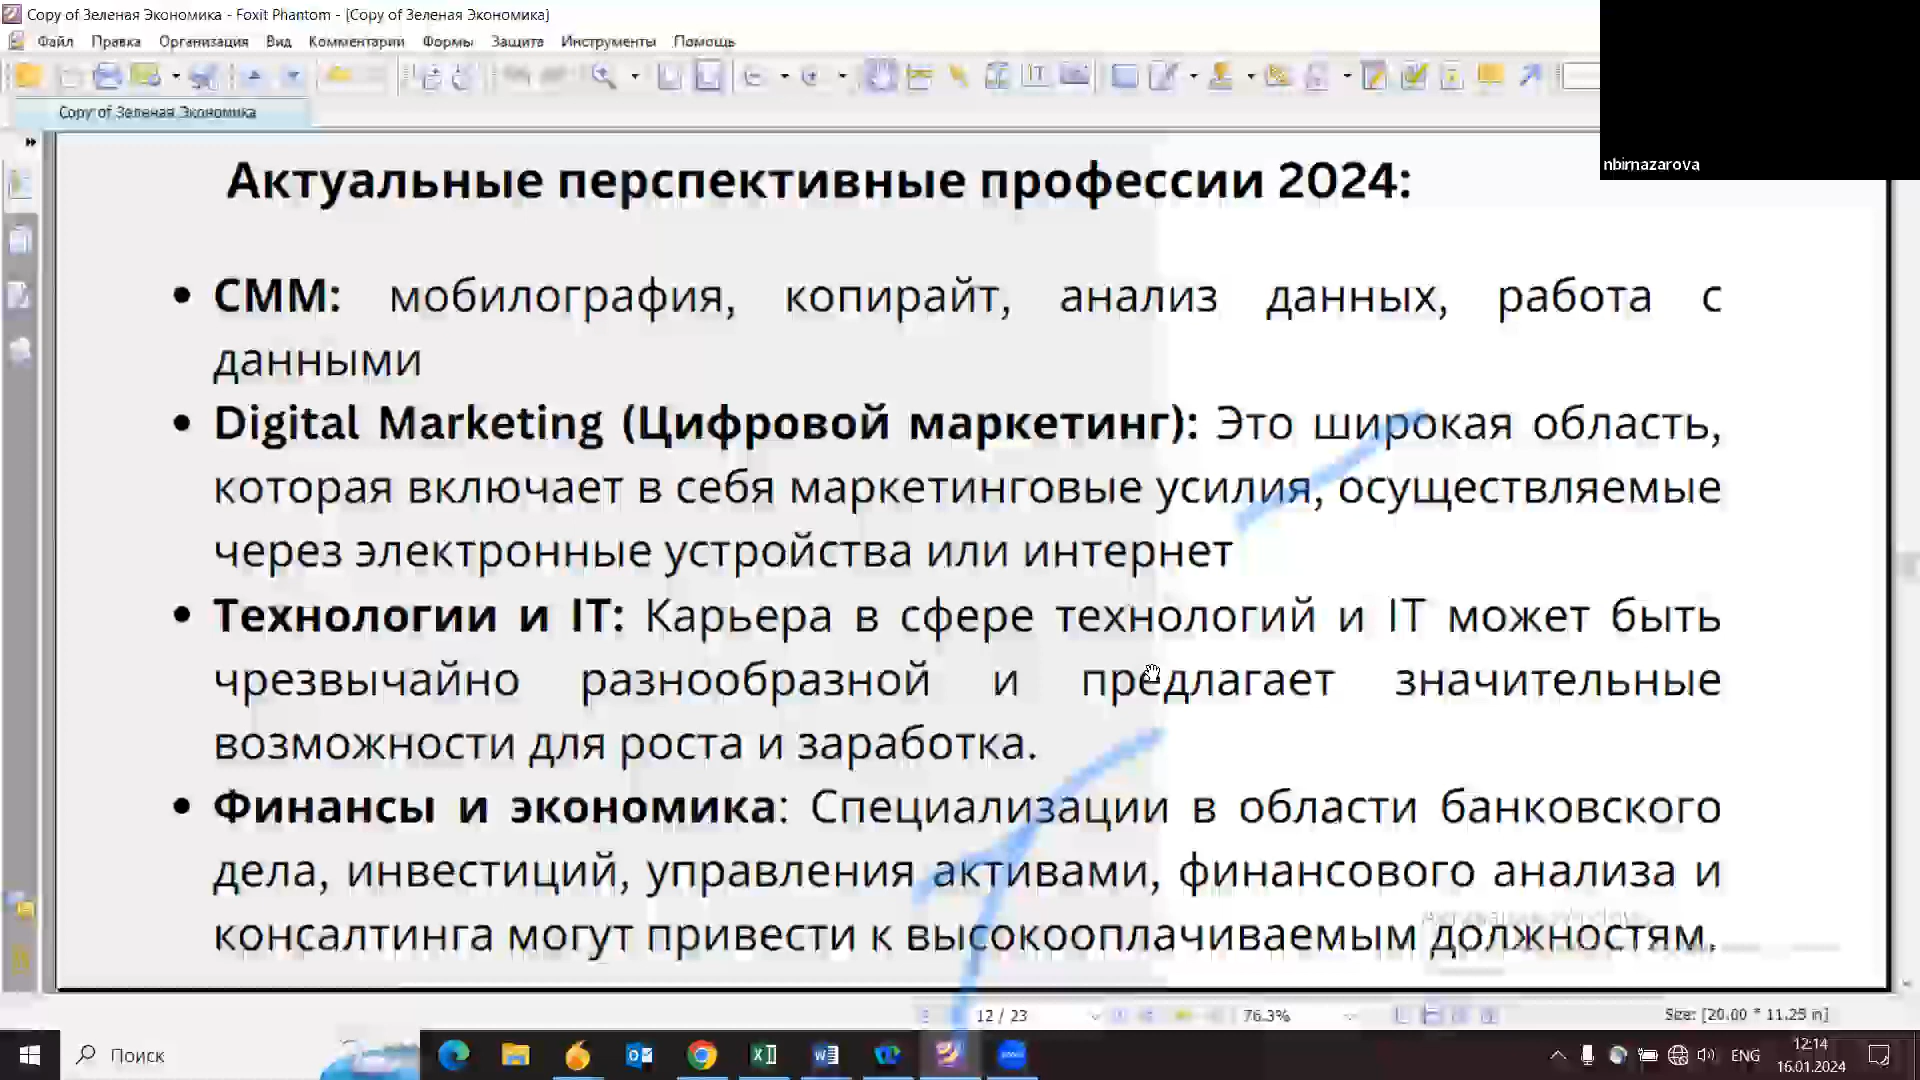 Copy of Зеленая Экономика - Foxit Phantom - [Copy of Зеленая Экономика]
Файл Правка Организация Вид Комментарии Формы Защита Инструменты Помощь
nbirnazarova
Copy of Зеленая Экономика
Актуальные перспективные профессии 2024:
• СММ: мобилография, копирайт, анализ данных, работа с
данными
• Digital Marketing (Цифровой маркетинг): Это широкая область,
которая включает в себя маркетинговые усилия, осуществляемые
через электронные устройства или интернет
• Технологии и IT: Карьера в сфере технологий и IT может быть
чрезвычайно разнообразной и предлагает значительные
возможности для роста и заработка.
• Финансы и экономика: Специализации в области банковского
дела, инвестиций, управления активами, финансового анализа и
консалтинга могут привести к высокооплачиваемым должностям.
12 / 23
76.3%
Size: [20.00 * 11.25 in]
Поиск
ENG
12:14
16.01.2024